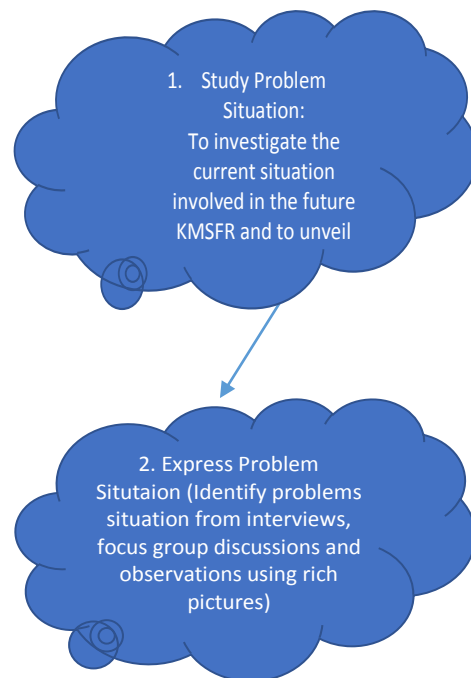 1. Study Problem
Situation:
To investigate the
current situation
involved in the future
KMSFR and to unveil
2. Express Problem
Situtaion (Identify problems
situation from interviews,
focus group discussions and
observations using rich
pictures)